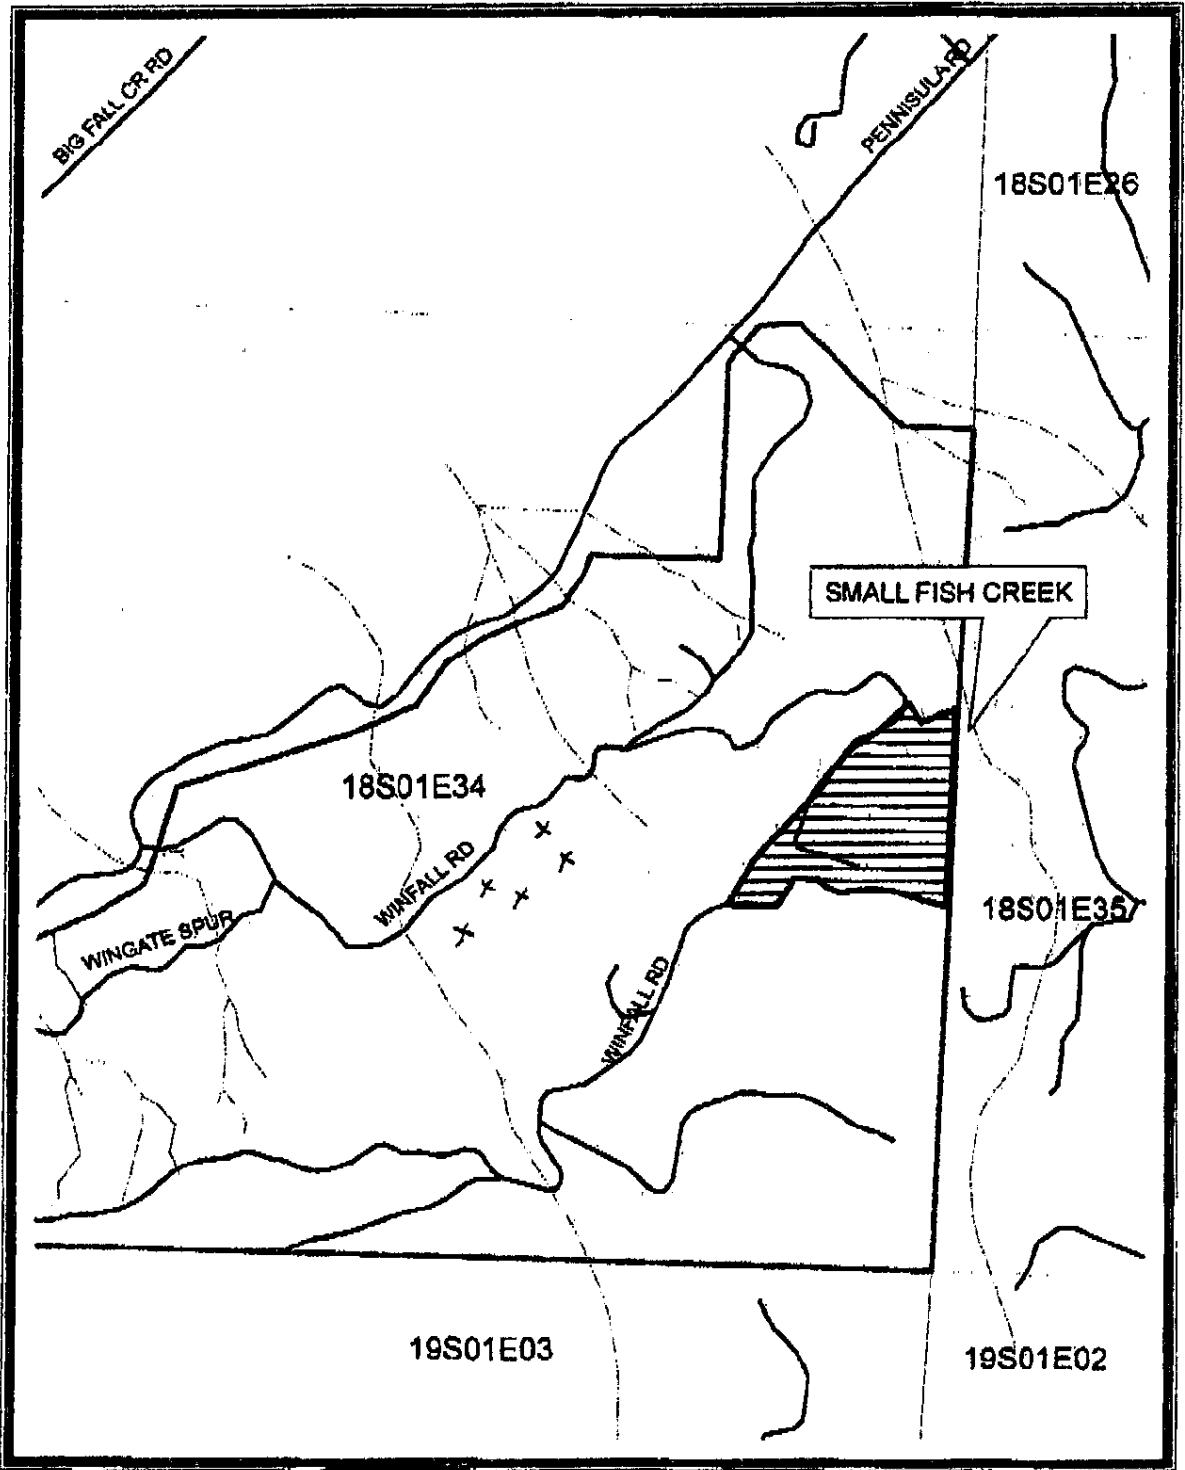 BIG FALL CR RD
PENNISULA RD
18S01E26
SMALL FISH CREEK
18S01E34
WINFALL RD
WINGATE SPUR
18S01E35
WINFALL RD
19S01E03
19S01E02